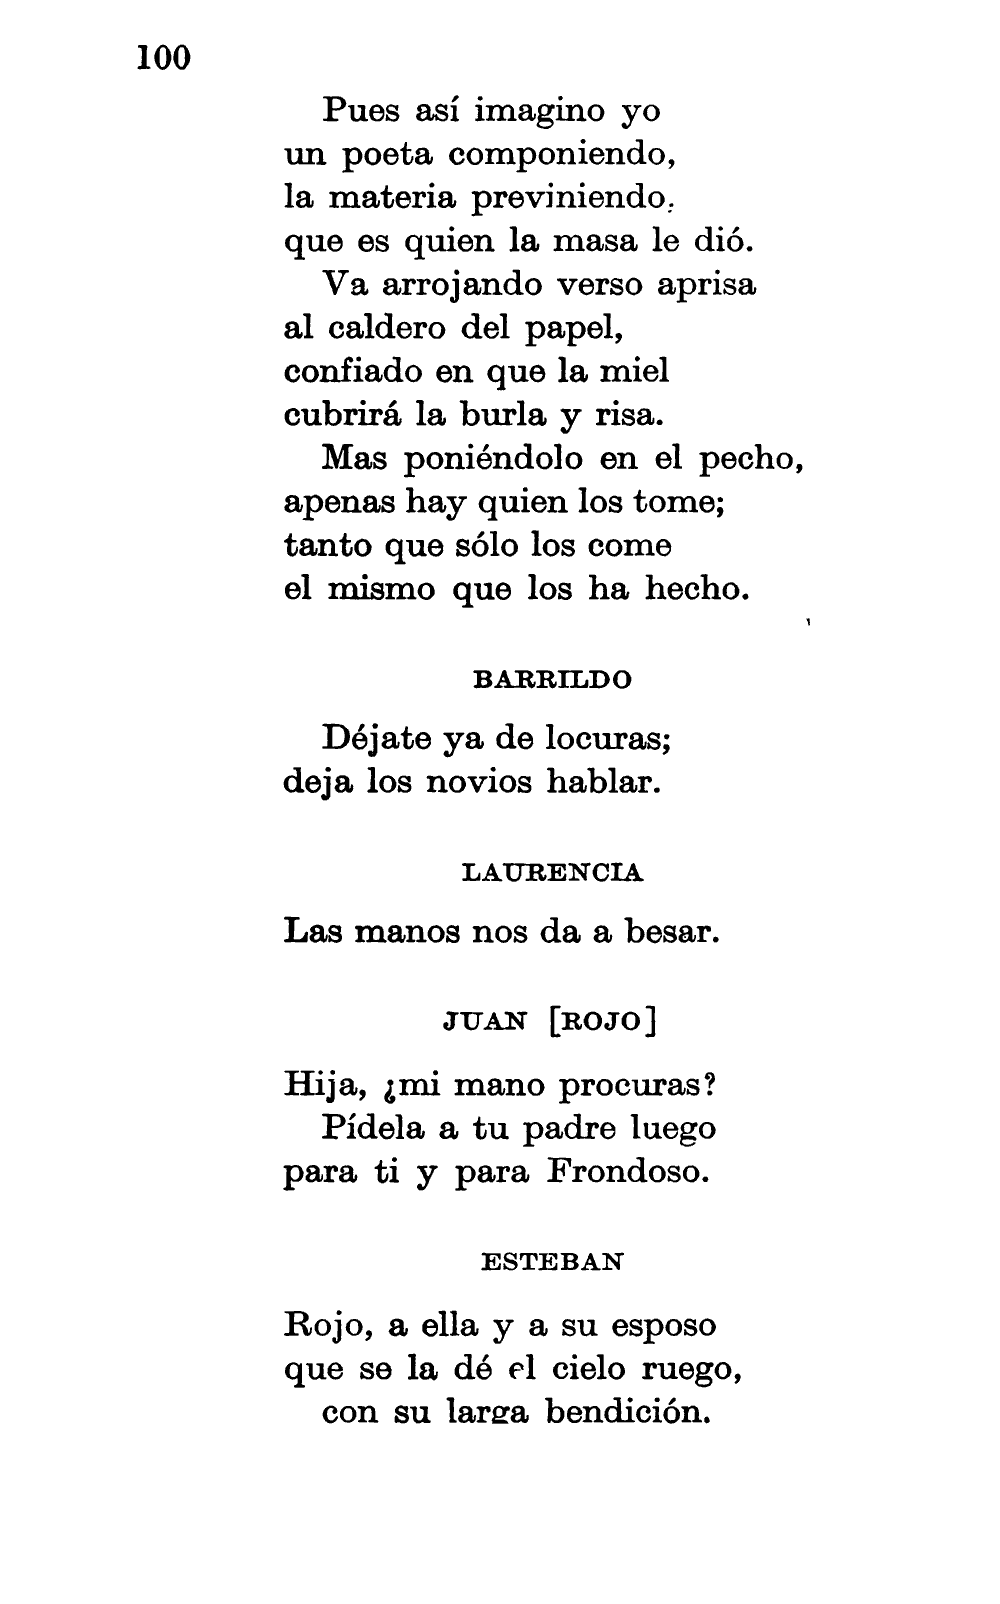 100
Pues así imagino yo
un poeta componiendo,
la materia previniendo,
que es quien la masa le dió.
Va arrojando verso aprisa
al caldero del papel,
confiado en que la miel
cubrirá la burla y risa.
Mas poniéndolo en el pecho,
apenas hay quien los tome;
tanto que sólo los come
el mismo que los ha hecho.
BARRILDO
Déjate ya de locuras;
deja los novios hablar.
LAURENCIA
Las manos nos da a besar.
JUAN [ROJO]
Hija, ¿mi mano procuras?
Pídela a tu padre luego
para ti y para Frondoso.
ESTEBAN
Rojo, a ella y a su esposo
que se la dé el cielo ruego,
con su larga bendición.